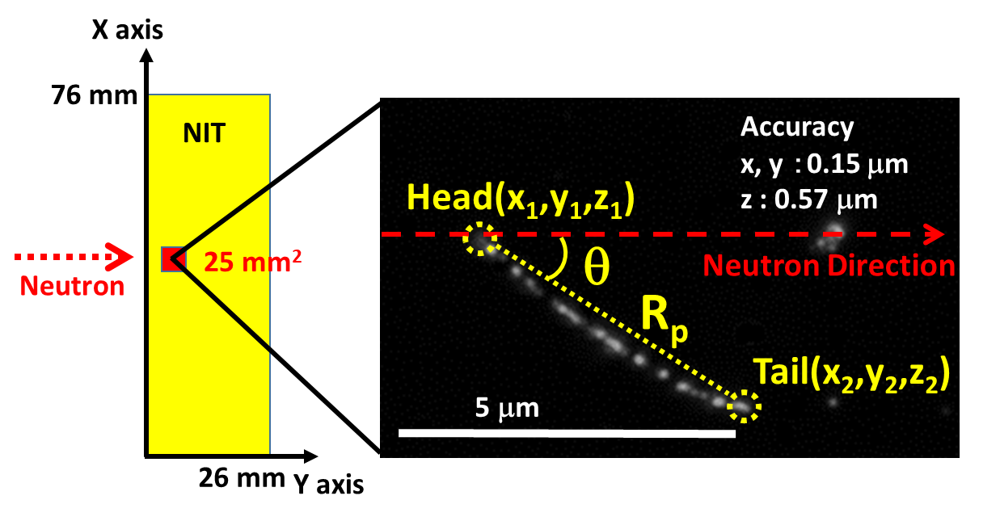 X axis
76 mm
NIT
Neutron
25 mm²
26 mm
Y axis
Accuracy
x, y : 0.15 μm
z : 0.57 μm
Head(x₁,y₁,z₁)
θ
Neutron Direction
Rₚ
Tail(x₂,y₂,z₂)
5 μm